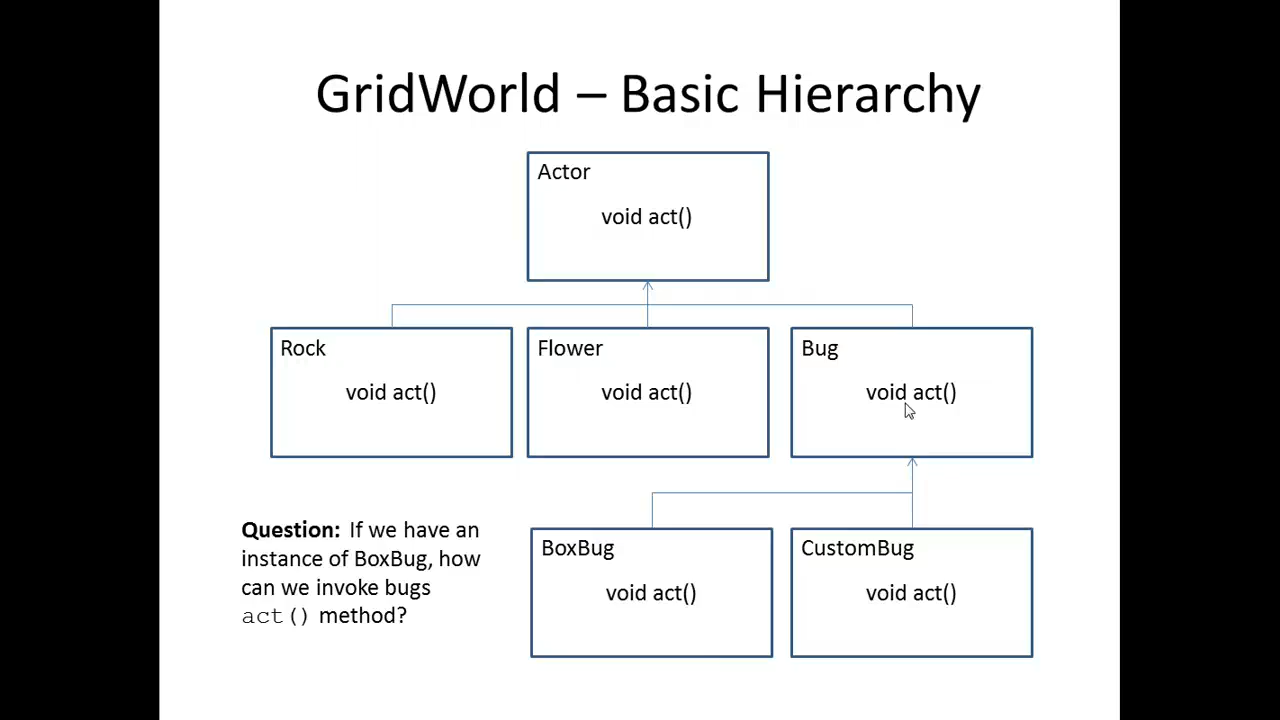 GridWorld – Basic Hierarchy
Actor
void act()
Rock
void act()
Flower
void act()
Bug
void act()
Question: If we have an
instance of BoxBug, how
can we invoke bugs
act() method?
BoxBug
void act()
CustomBug
void act()